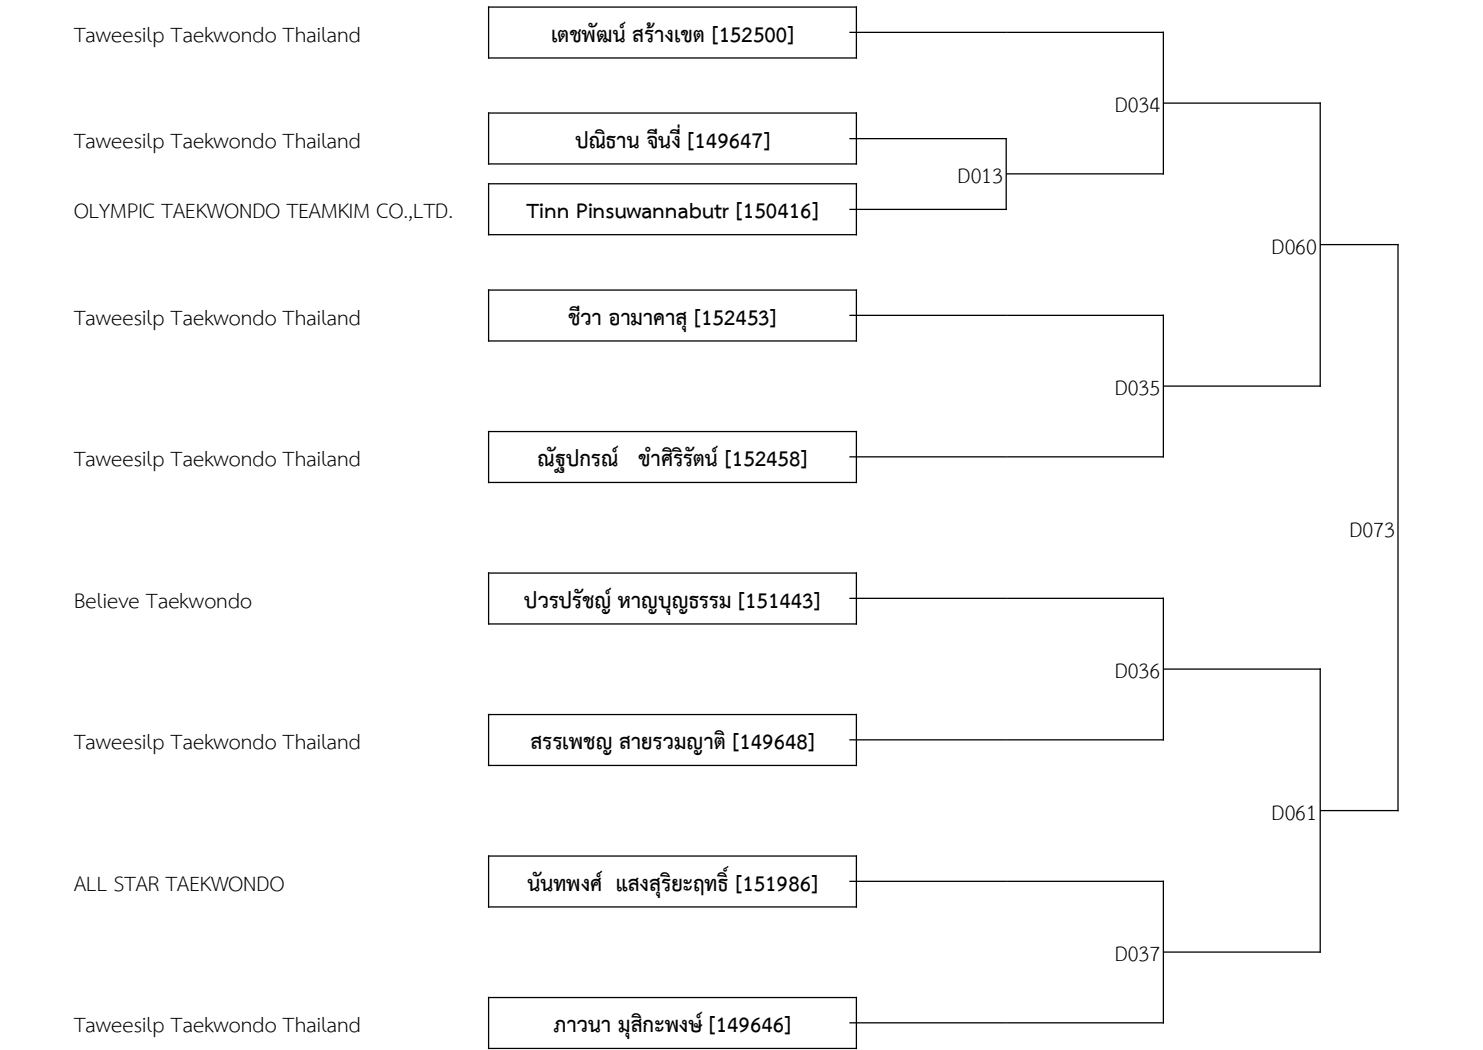 Taweesilp Taekwondo Thailand
เตชพัฒน์ สร้างเขต [152500]
D034
Taweesilp Taekwondo Thailand
ปณิธาน จีนงี่ [149647]
D013
OLYMPIC TAEKWONDO TEAMKIM CO.,LTD.
Tinn Pinsuwannabutr [150416]
D060
Taweesilp Taekwondo Thailand
ชีวา อามาคาสุ [152453]
D035
Taweesilp Taekwondo Thailand
ณัฐปกรณ์ ขำศิริรัตน์ [152458]
D073
Believe Taekwondo
ปวรปรัชญ์ หาญบุญธรรม [151443]
D036
Taweesilp Taekwondo Thailand
สรรเพชญ สายรวมญาติ [149648]
D061
ALL STAR TAEKWONDO
นันทพงศ์ แสงสุริยะฤทธิ์ [151986]
D037
Taweesilp Taekwondo Thailand
ภาวนา มุสิกะพงษ์ [149646]